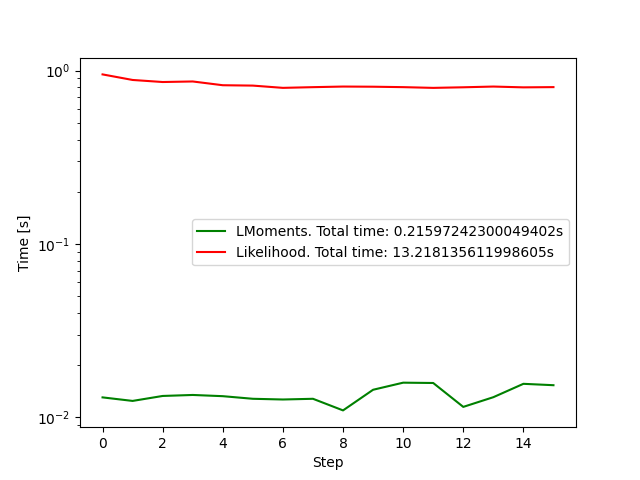 10^0
10^-1
10^-2
Time [s]
LMoments. Total time: 0.21597242300049402s
Likelihood. Total time: 13.218135611998605s
0 2 4 6 8 10 12 14
Step